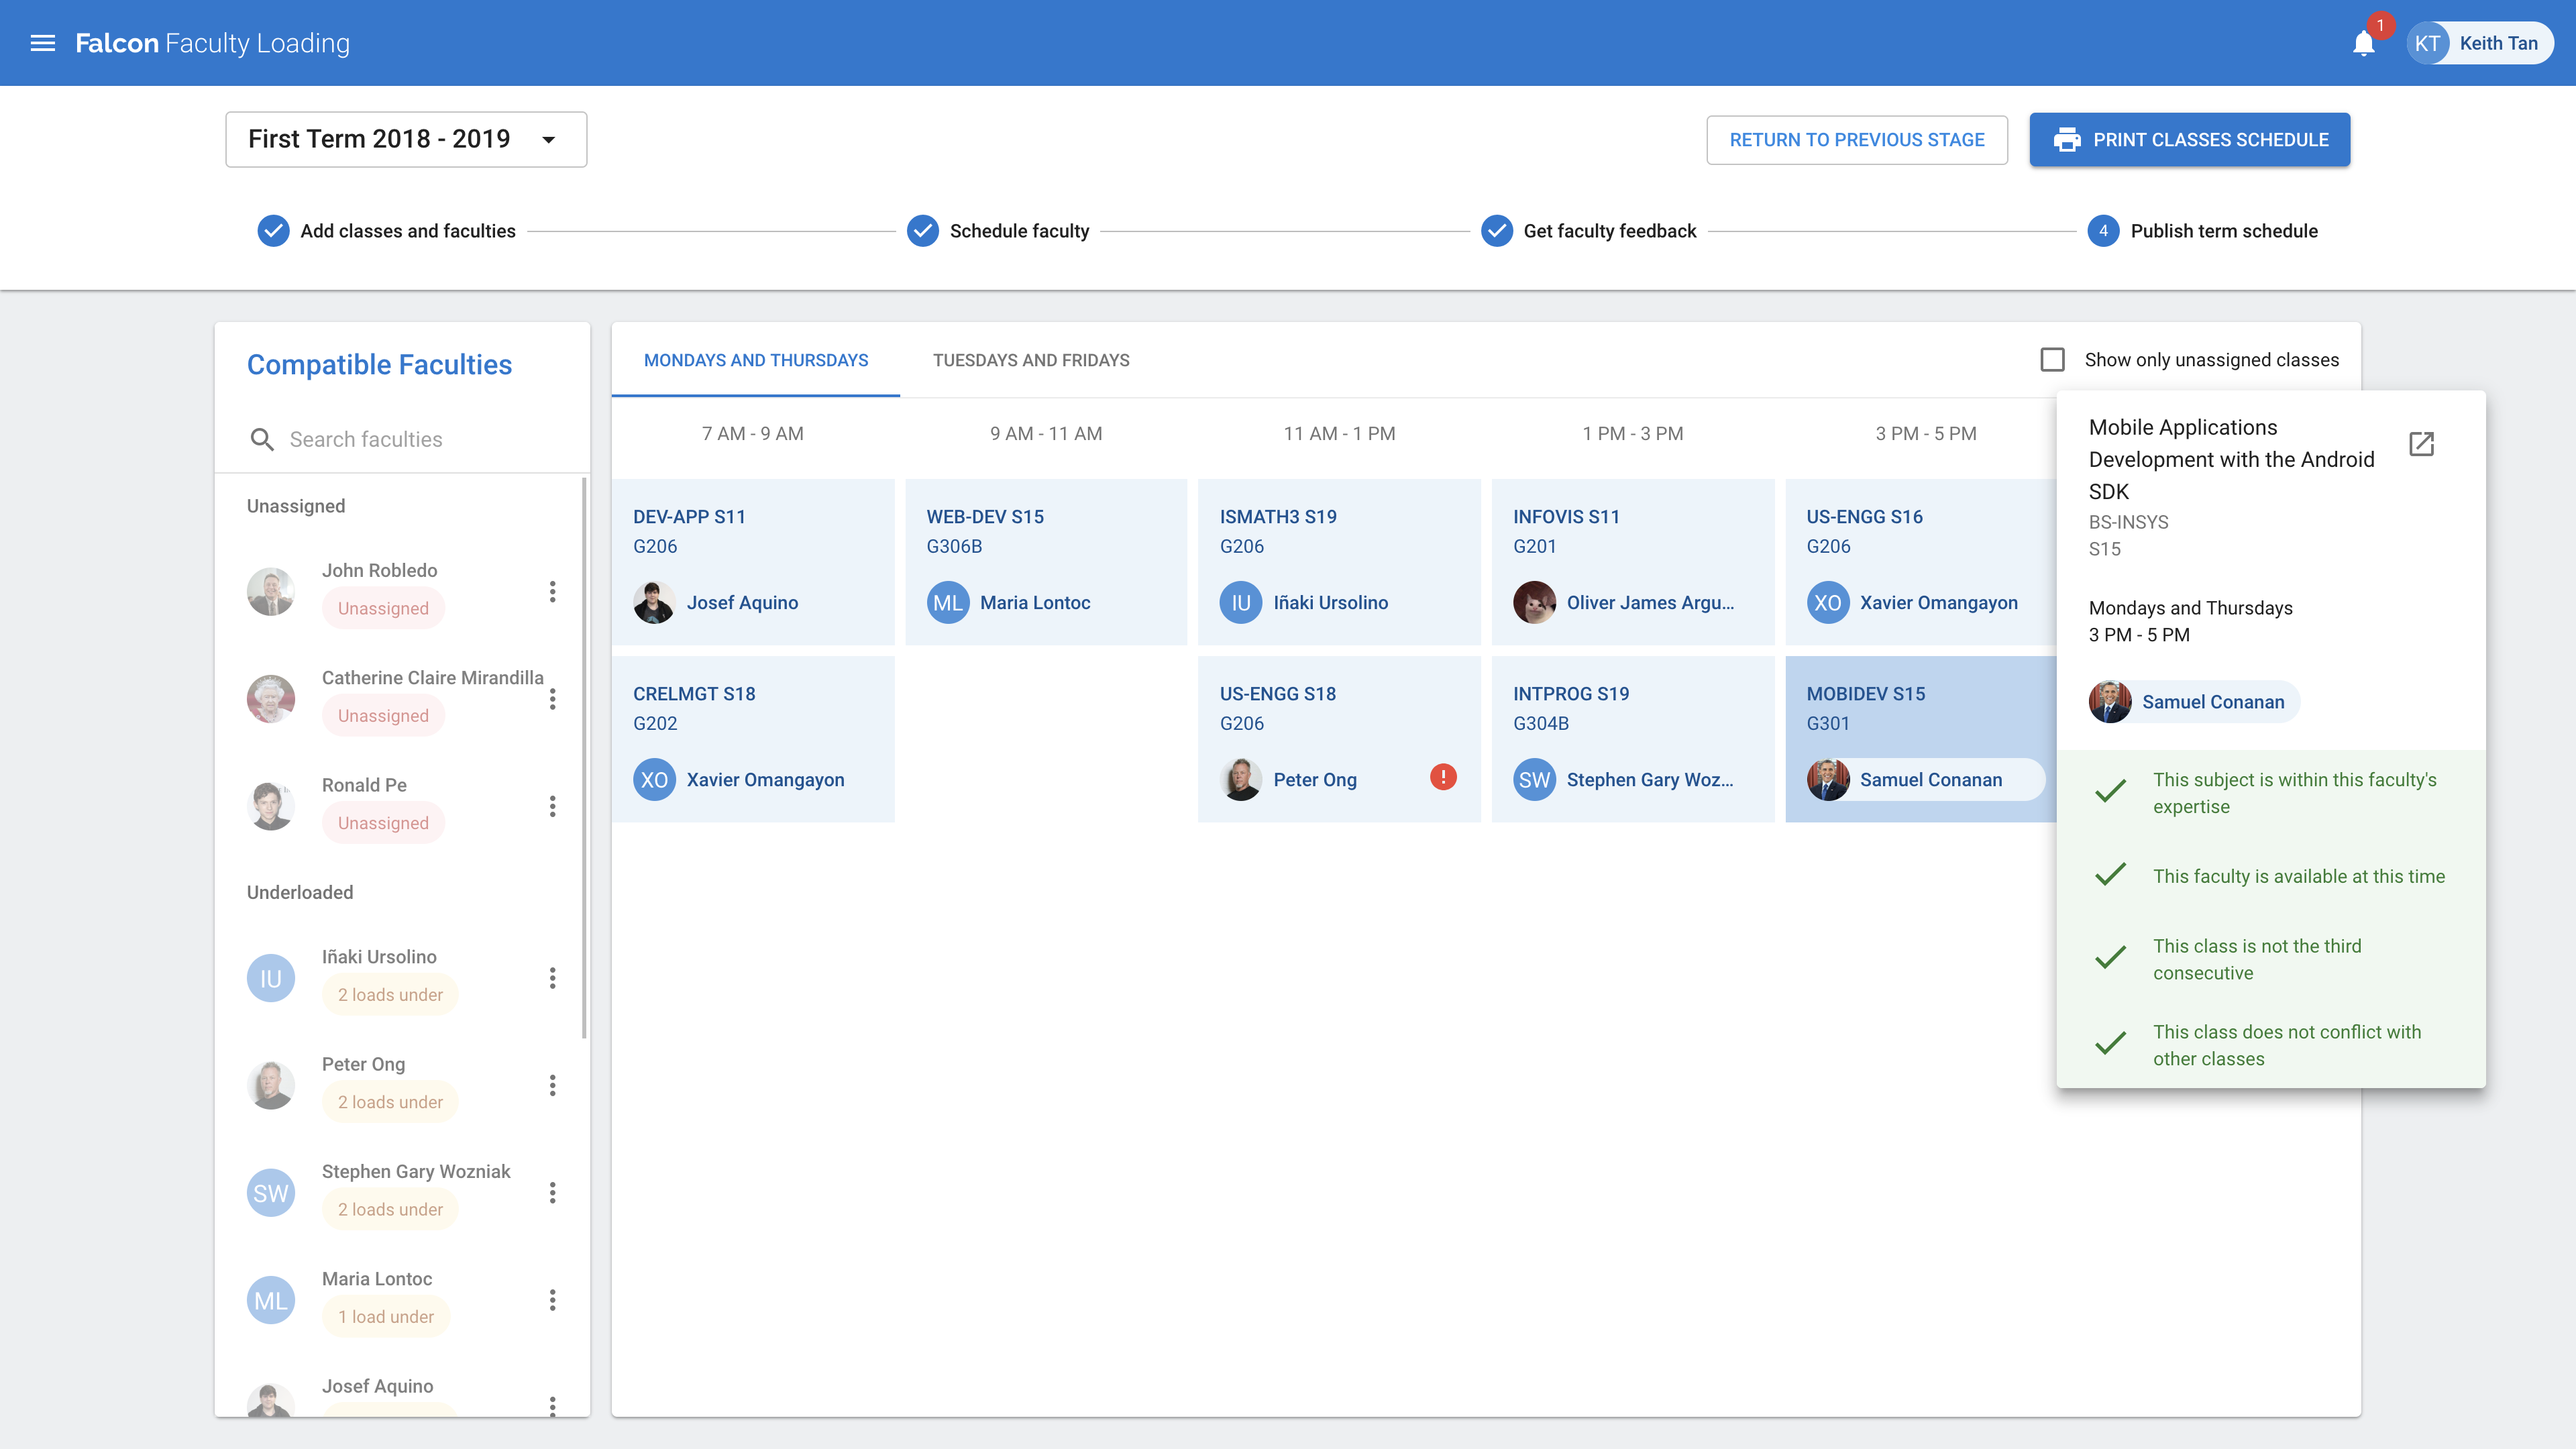 Falcon Faculty Loading
1
KT Keith Tan
First Term 2018 - 2019
RETURN TO PREVIOUS STAGE
PRINT CLASSES SCHEDULE
Add classes and faculties
Schedule faculty
Get faculty feedback
4 Publish term schedule
Compatible Faculties
Search faculties
Unassigned
John Robledo
Unassigned
Catherine Claire Mirandilla
Unassigned
Ronald Pe
Unassigned
Underloaded
IU Iñaki Ursolino
2 loads under
Peter Ong
2 loads under
SW Stephen Gary Wozniak
2 loads under
ML Maria Lontoc
1 load under
Josef Aquino
MONDAYS AND THURSDAYS
TUESDAYS AND FRIDAYS
Show only unassigned classes
7 AM - 9 AM
9 AM - 11 AM
11 AM - 1 PM
1 PM - 3 PM
3 PM - 5 PM
DEV-APP S11
G206
Josef Aquino
WEB-DEV S15
G306B
ML Maria Lontoc
ISMATH3 S19
G206
IU Iñaki Ursolino
INFOVIS S11
G201
Oliver James Argu...
US-ENGG S16
G206
XO Xavier Omangayon
CRELMGT S18
G202
XO Xavier Omangayon
US-ENGG S18
G206
Peter Ong
INTPROG S19
G304B
SW Stephen Gary Woz...
MOBIDEV S15
G301
Samuel Conanan
Mobile Applications
Development with the Android
SDK
BS-INSYS
S15
Mondays and Thursdays
3 PM - 5 PM
Samuel Conanan
This subject is within this faculty's
expertise
This faculty is available at this time
This class is not the third
consecutive
This class does not conflict with
other classes